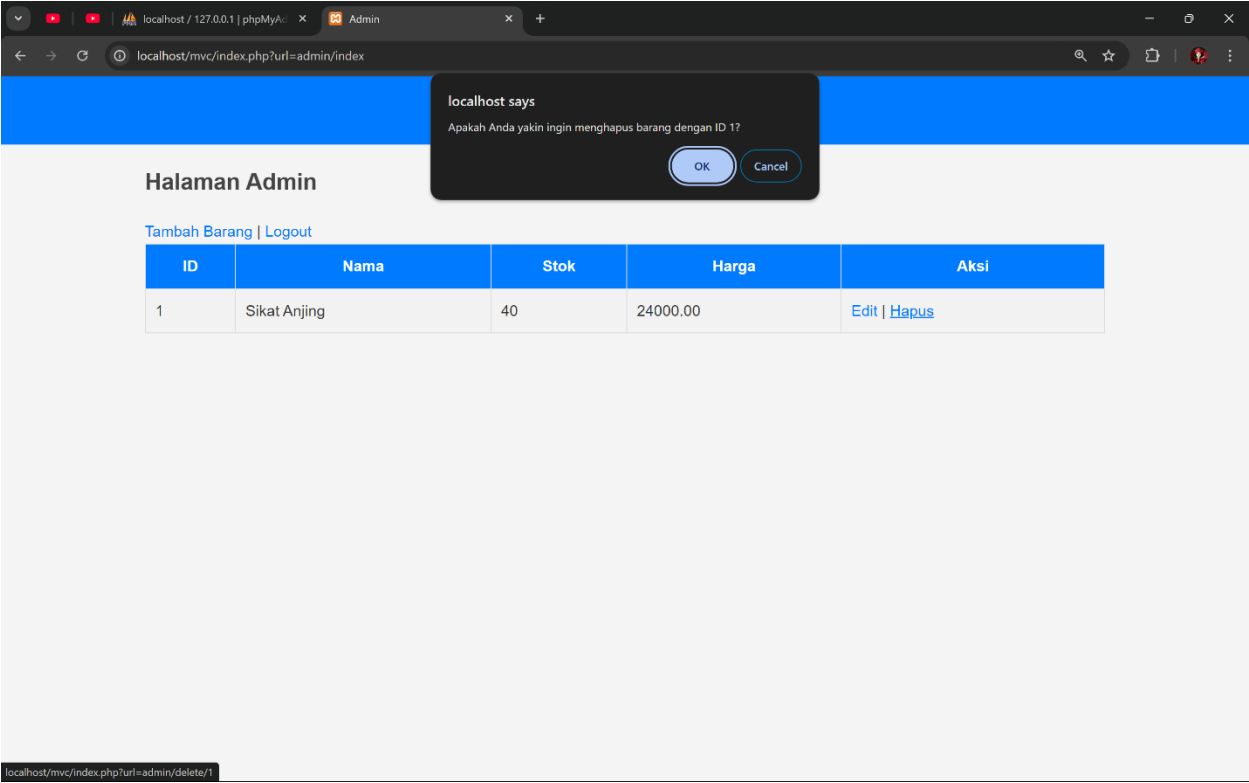 localhost / 127.0.0.1 | phpMyAd
Admin
localhost/mvc/index.php?url=admin/index
localhost says
Apakah Anda yakin ingin menghapus barang dengan ID 1?
OK Cancel
Halaman Admin
Tambah Barang | Logout
ID Nama Stok Harga Aksi
1 Sikat Anjing 40 24000.00 Edit | Hapus
localhost/mvc/index.php?url=admin/delete/1